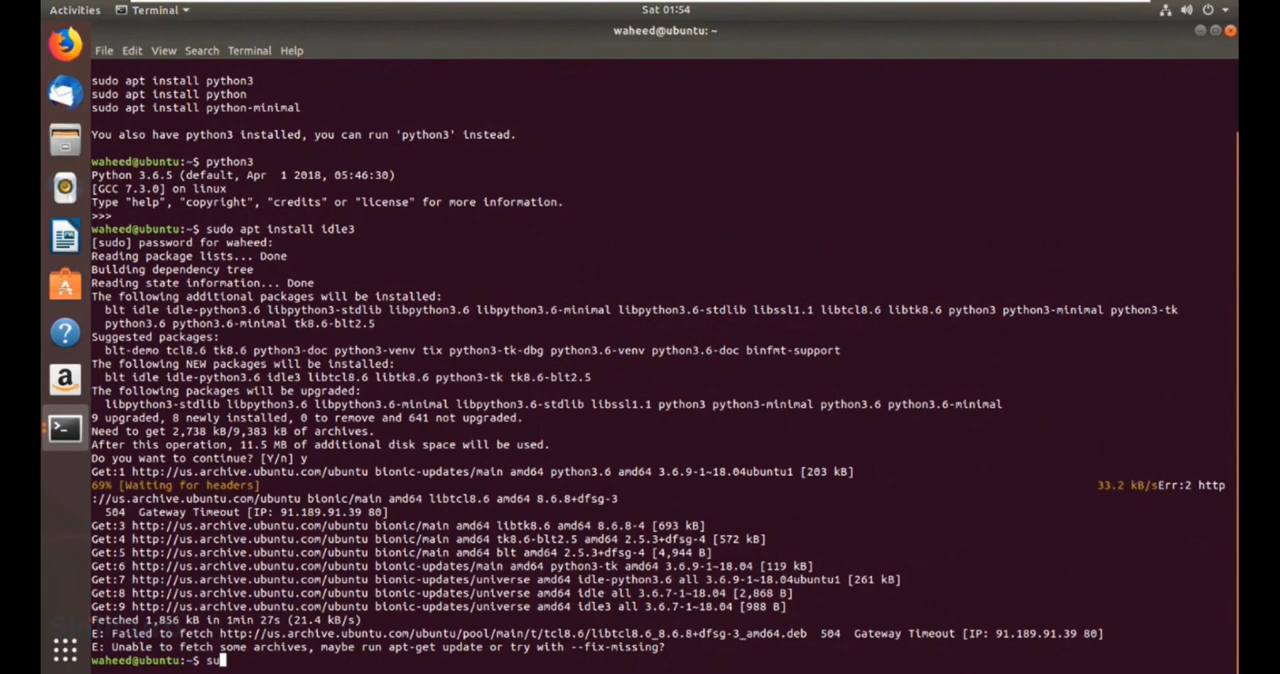 Activities
Terminal
Sat 01:54
waheed@ubuntu: ~
File Edit View Search Terminal Help
sudo apt install python3
sudo apt install python
sudo apt install python-minimal
You also have python3 installed, you can run 'python3' instead.
waheed@ubuntu:~$ python3
Python 3.6.5 (default, Apr  1 2018, 05:46:30)
[GCC 7.3.0] on linux
Type "help", "copyright", "credits" or "license" for more information.
>>>
waheed@ubuntu:~$ sudo apt install idle3
[sudo] password for waheed:
Reading package lists... Done
Building dependency tree
Reading state information... Done
The following additional packages will be installed:
  blt idle idle-python3.6 libpython3-stdlib libpython3.6 libpython3.6-minimal libpython3.6-stdlib libssl1.1 libtcl8.6 libtk8.6 python3 python3-minimal python3-tk
  python3.6 python3.6-minimal tk8.6-blt2.5
Suggested packages:
  blt-demo tcl8.6 tk8.6 python3-doc python3-venv tix python3-tk-dbg python3.6-venv python3.6-doc binfmt-support
The following NEW packages will be installed:
  blt idle idle-python3.6 idle3 libtcl8.6 libtk8.6 python3-tk tk8.6-blt2.5
The following packages will be upgraded:
  libpython3-stdlib libpython3.6 libpython3.6-minimal libpython3.6-stdlib libssl1.1 python3 python3-minimal python3.6 python3.6-minimal
9 upgraded, 8 newly installed, 0 to remove and 641 not upgraded.
Need to get 2,738 kB/9,383 kB of archives.
After this operation, 11.5 MB of additional disk space will be used.
Do you want to continue? [Y/n] y
Get:1 http://us.archive.ubuntu.com/ubuntu bionic-updates/main amd64 python3.6 amd64 3.6.9-1~18.04ubuntu1 [203 kB]
69% [Waiting for headers] 33.2 kB/sErr:2 http
://us.archive.ubuntu.com/ubuntu bionic/main amd64 libtcl8.6 amd64 8.6.8+dfsg-3
  504  Gateway Timeout [IP: 91.189.91.39 80]
Get:3 http://us.archive.ubuntu.com/ubuntu bionic/main amd64 libtk8.6 amd64 8.6.8-4 [693 kB]
Get:4 http://us.archive.ubuntu.com/ubuntu bionic/main amd64 tk8.6-blt2.5 amd64 2.5.3+dfsg-4 [572 kB]
Get:5 http://us.archive.ubuntu.com/ubuntu bionic/main amd64 blt amd64 2.5.3+dfsg-4 [4,944 B]
Get:6 http://us.archive.ubuntu.com/ubuntu bionic-updates/main amd64 python3-tk amd64 3.6.9-1~18.04 [119 kB]
Get:7 http://us.archive.ubuntu.com/ubuntu bionic-updates/universe amd64 idle-python3.6 all 3.6.9-1~18.04ubuntu1 [261 kB]
Get:8 http://us.archive.ubuntu.com/ubuntu bionic-updates/universe amd64 idle all 3.6.7-1~18.04 [2,868 B]
Get:9 http://us.archive.ubuntu.com/ubuntu bionic-updates/universe amd64 idle3 all 3.6.7-1~18.04 [988 B]
Fetched 1,856 kB in 1min 27s (21.4 kB/s)
E: Failed to fetch http://us.archive.ubuntu.com/ubuntu/pool/main/t/tcl8.6/libtcl8.6_8.6.8+dfsg-3_amd64.deb  504  Gateway Timeout [IP: 91.189.91.39 80]
E: Unable to fetch some archives, maybe run apt-get update or try with --fix-missing?
waheed@ubuntu:~$ su